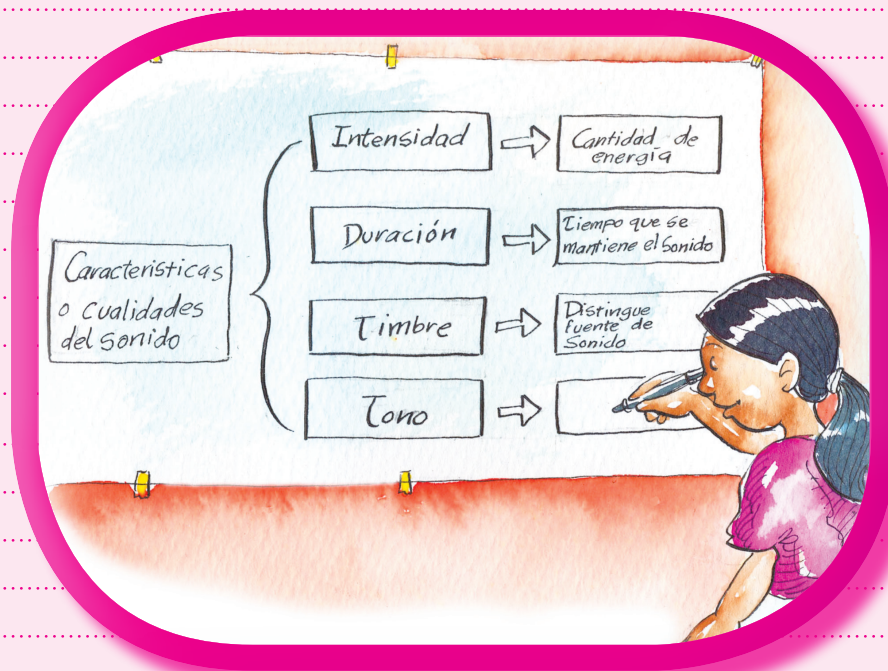 Caracteristicas
o cualidades
del sonido
Intensidad
Cantidad de
energía
Duración
Tiempo que se
mantiene el Sonido
Timbre
Distingue
fuente de
Sonido
Tono